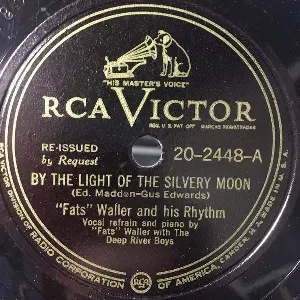 "HIS MASTER'S VOICE"
RCA VICTOR
REG. U. S. PAT. OFF. MARCAS REGISTRADAS
RE-ISSUED
by Request
20-2448-A
BY THE LIGHT OF THE SILVERY MOON
(Ed. Madden-Gus Edwards)
"Fats" Waller and his Rhythm
Vocal refrain and piano by
"Fats" Waller with The
Deep River Boys
RCA VICTOR DIVISION OF RADIO CORPORATION OF AMERICA, CAMDEN, N. J. MADE IN U. S. A.
RCA